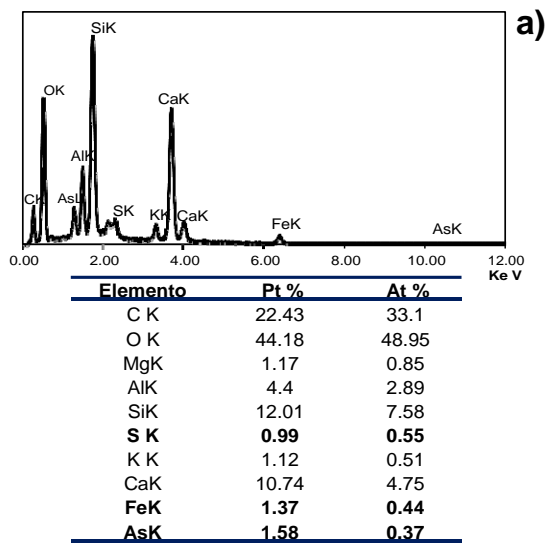 a)
SiK
OK
CaK
AlK
CK
AsL
SK
KK
CaK
FeK
AsK
0.00 2.00 4.00 6.00 8.00 10.00 12.00
Ke V
Elemento Pt % At %
C K 22.43 33.1
O K 44.18 48.95
MgK 1.17 0.85
AlK 4.4 2.89
SiK 12.01 7.58
S K 0.99 0.55
K K 1.12 0.51
CaK 10.74 4.75
FeK 1.37 0.44
AsK 1.58 0.37